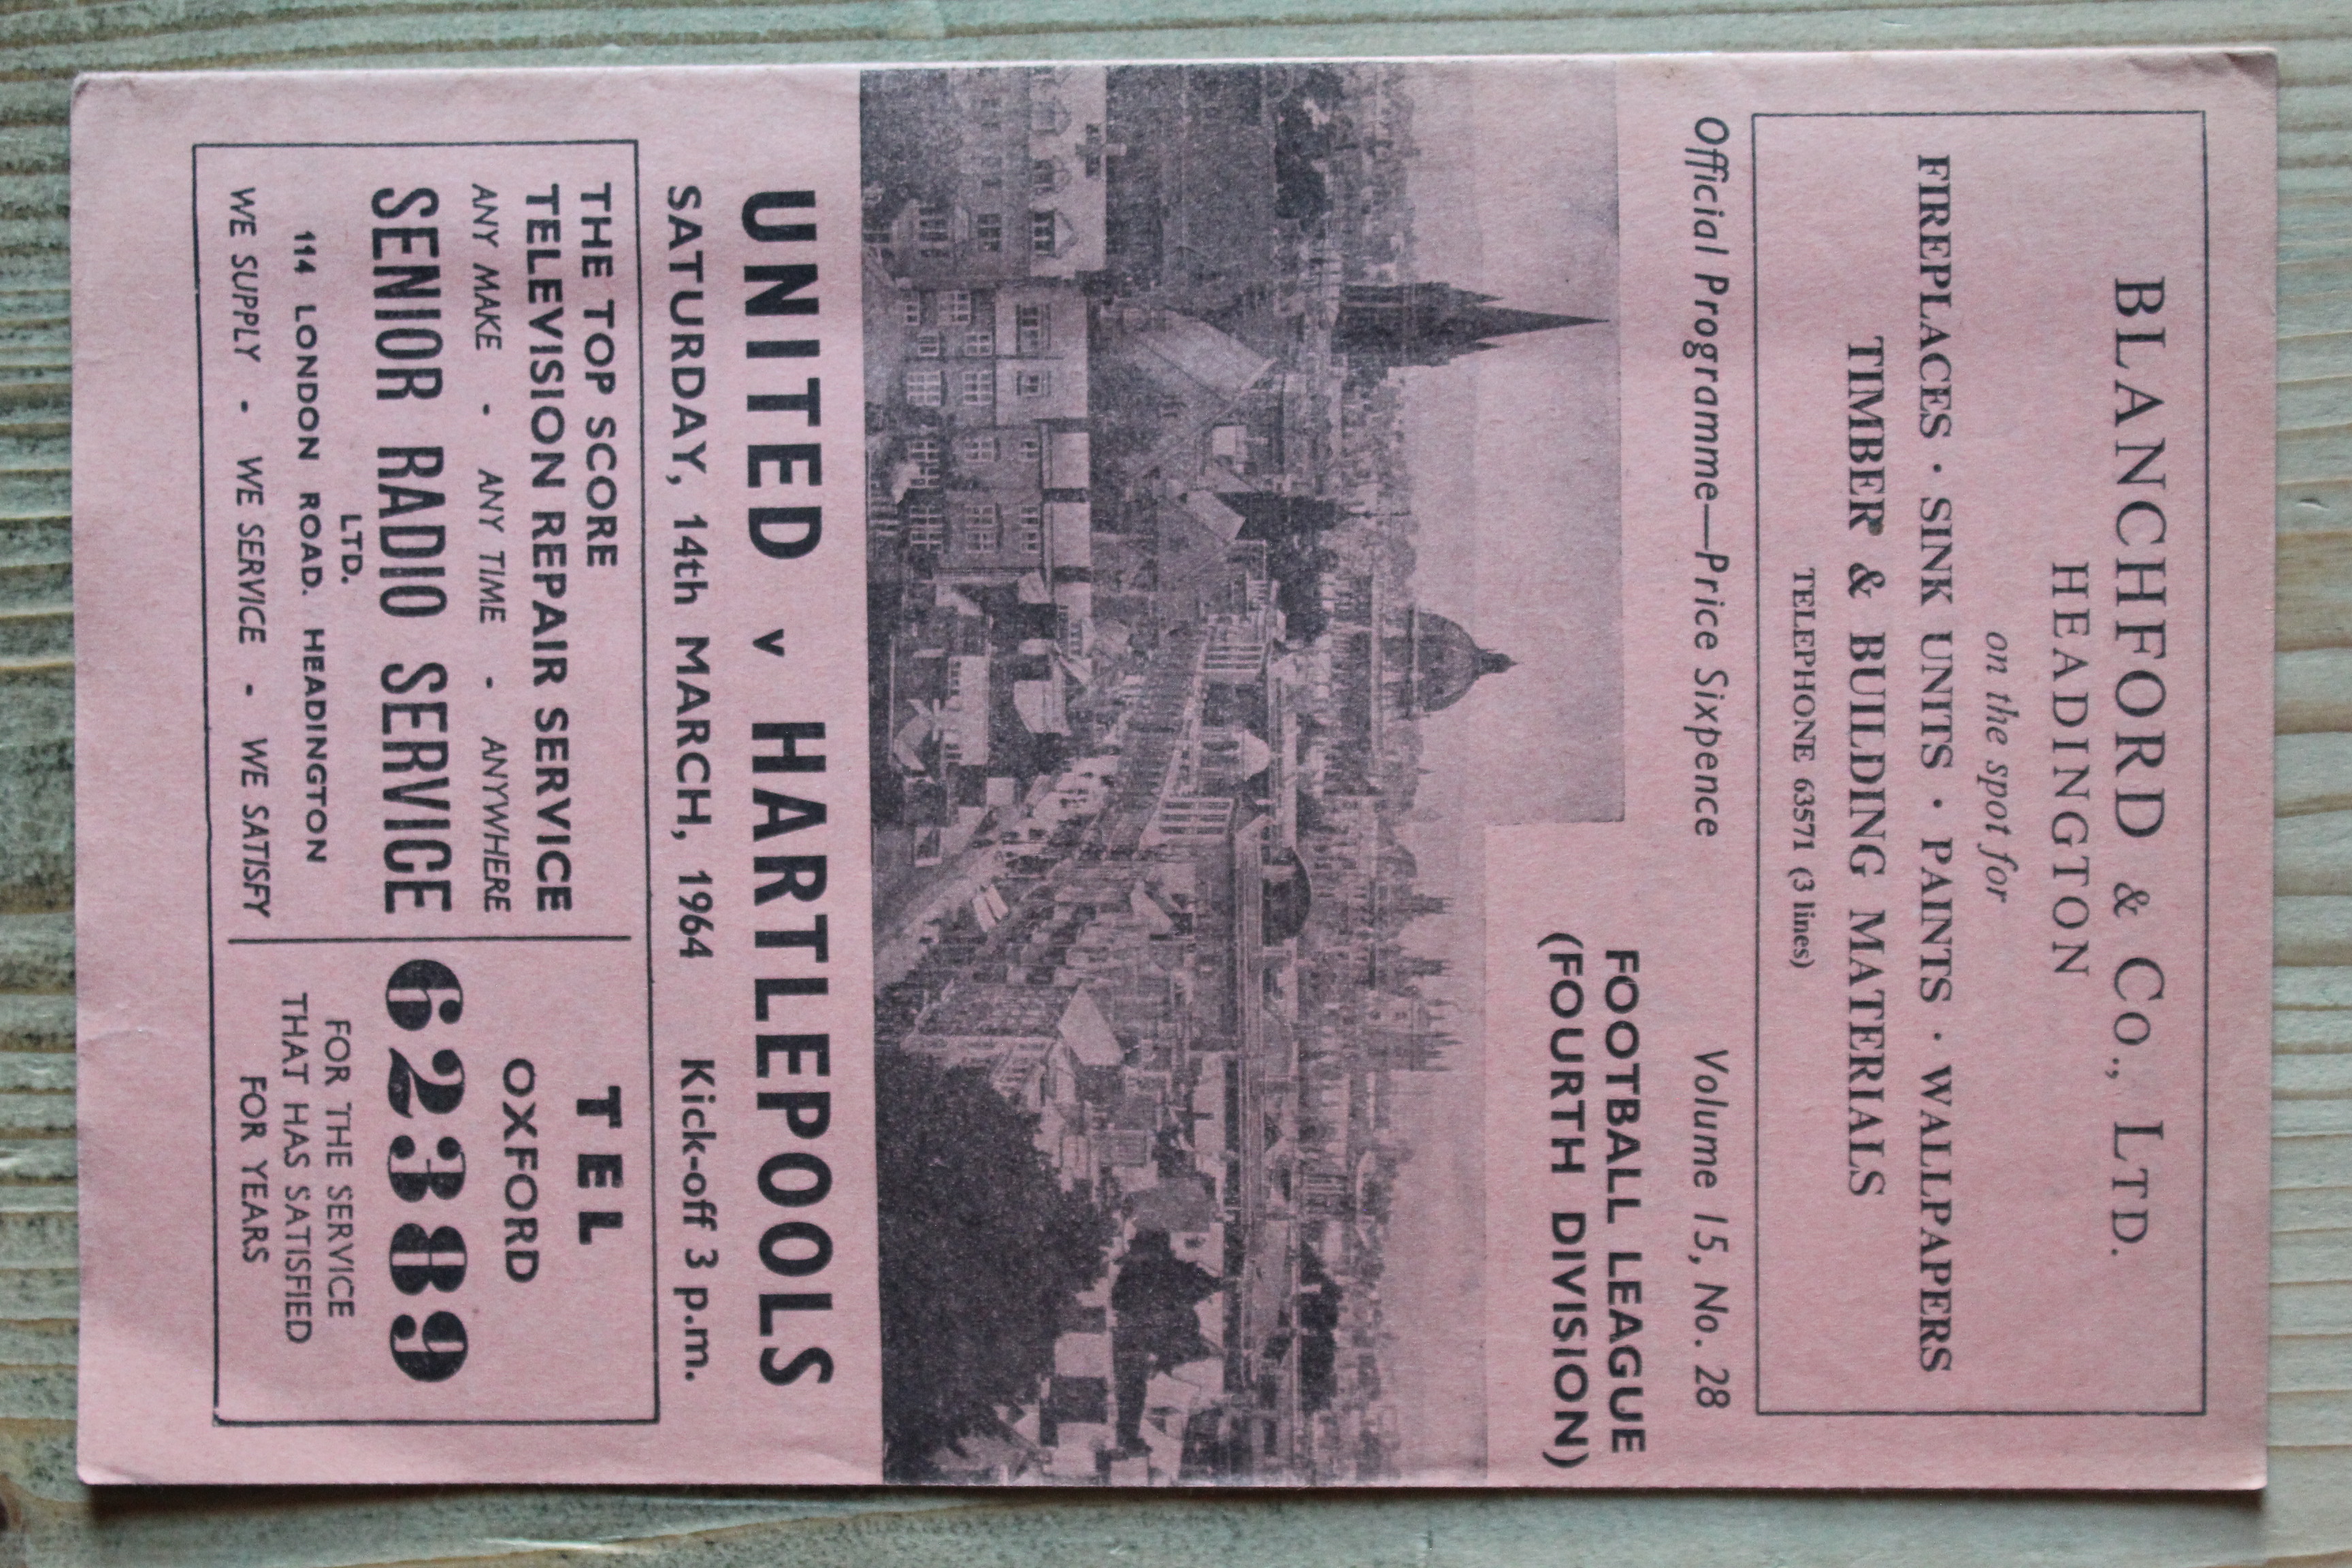 BLANCHFORD & CO., LTD.
HEADINGTON
on the spot for
FIREPLACES · SINK UNITS · PAINTS · WALLPAPERS
TIMBER & BUILDING MATERIALS
TELEPHONE 63571 (3 lines)
Official Programme—Price Sixpence Volume 15, No. 28
FOOTBALL LEAGUE
(FOURTH DIVISION)
UNITED v HARTLEPOOLS
SATURDAY, 14th MARCH, 1964 Kick-off 3 p.m.
THE TOP SCORE
TELEVISION REPAIR SERVICE
ANY MAKE - ANY TIME - ANYWHERE
SENIOR RADIO SERVICE
LTD.
114 LONDON ROAD. HEADINGTON
WE SUPPLY - WE SERVICE - WE SATISFY
TEL
OXFORD
62389
FOR THE SERVICE
THAT HAS SATISFIED
FOR YEARS